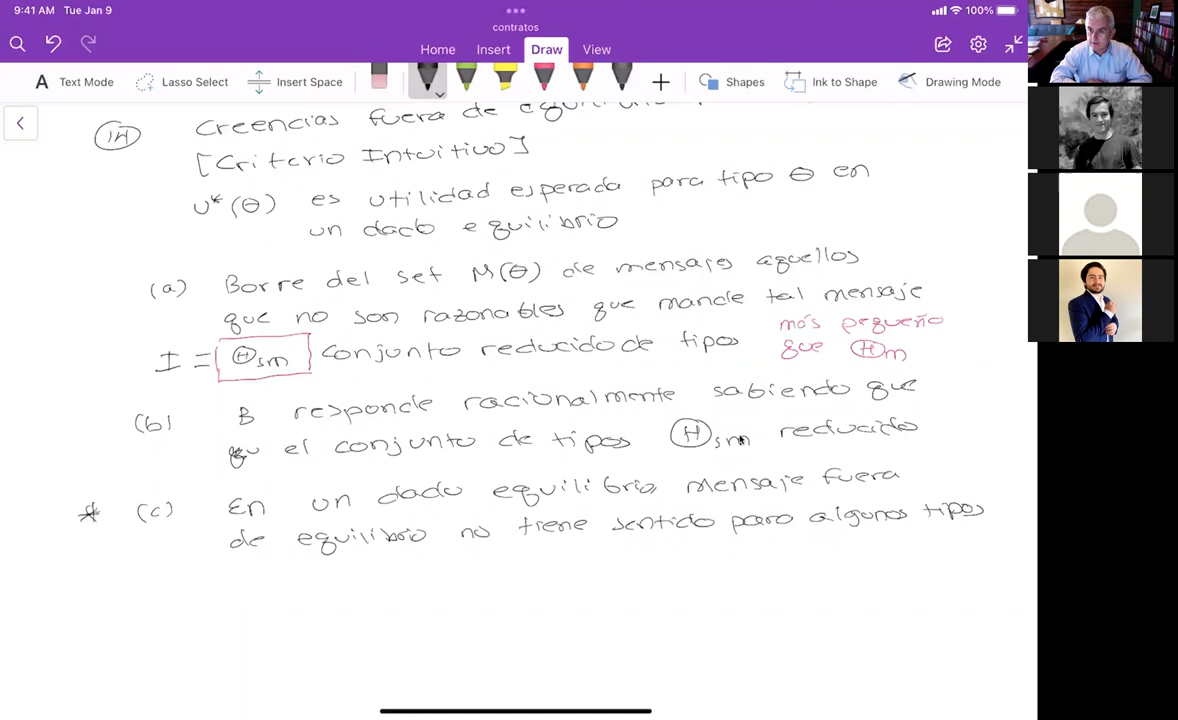 9:41 AM Tue Jan 9
100%
contratos
Home Insert Draw View
Text Mode Lasso Select Insert Space Shapes Ink to Shape Drawing Mode
14 Creencias fuera de
[Criterio Intuitivo]
U*(θ) es utilidad esperada para tipo θ en
un dado equilibrio
(a) Borre del set M(θ) de mensajes aquellos
que no son razonables que mande tal mensaje
I = Ⓗsm conjunto reducido de tipos más pequeño
que Ⓗm
(b) B responde racionalmente sabiendo que
el conjunto de tipos Ⓗsm reducido
* (c) En un dado equilibrio, mensaje fuera
de equilibrio no tiene sentido para algunos tipos